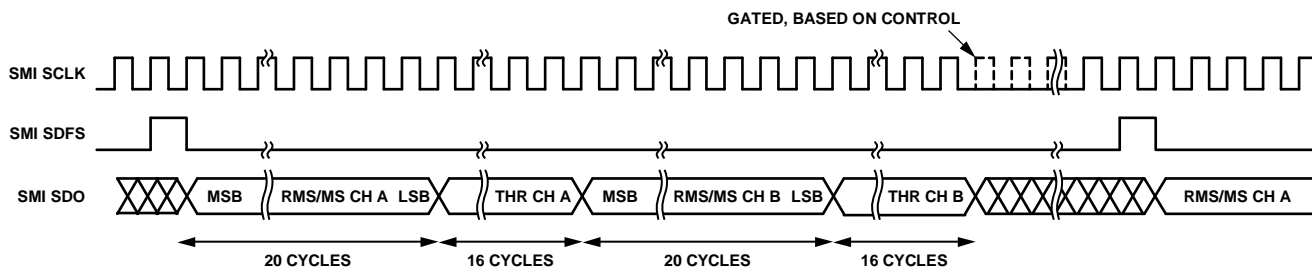 GATED, BASED ON CONTROL
SMI SCLK
SMI SDFS
SMI SDO
MSB RMS/MS CH A LSB THR CH A MSB RMS/MS CH B LSB THR CH B RMS/MS CH A
20 CYCLES 16 CYCLES 20 CYCLES 16 CYCLES